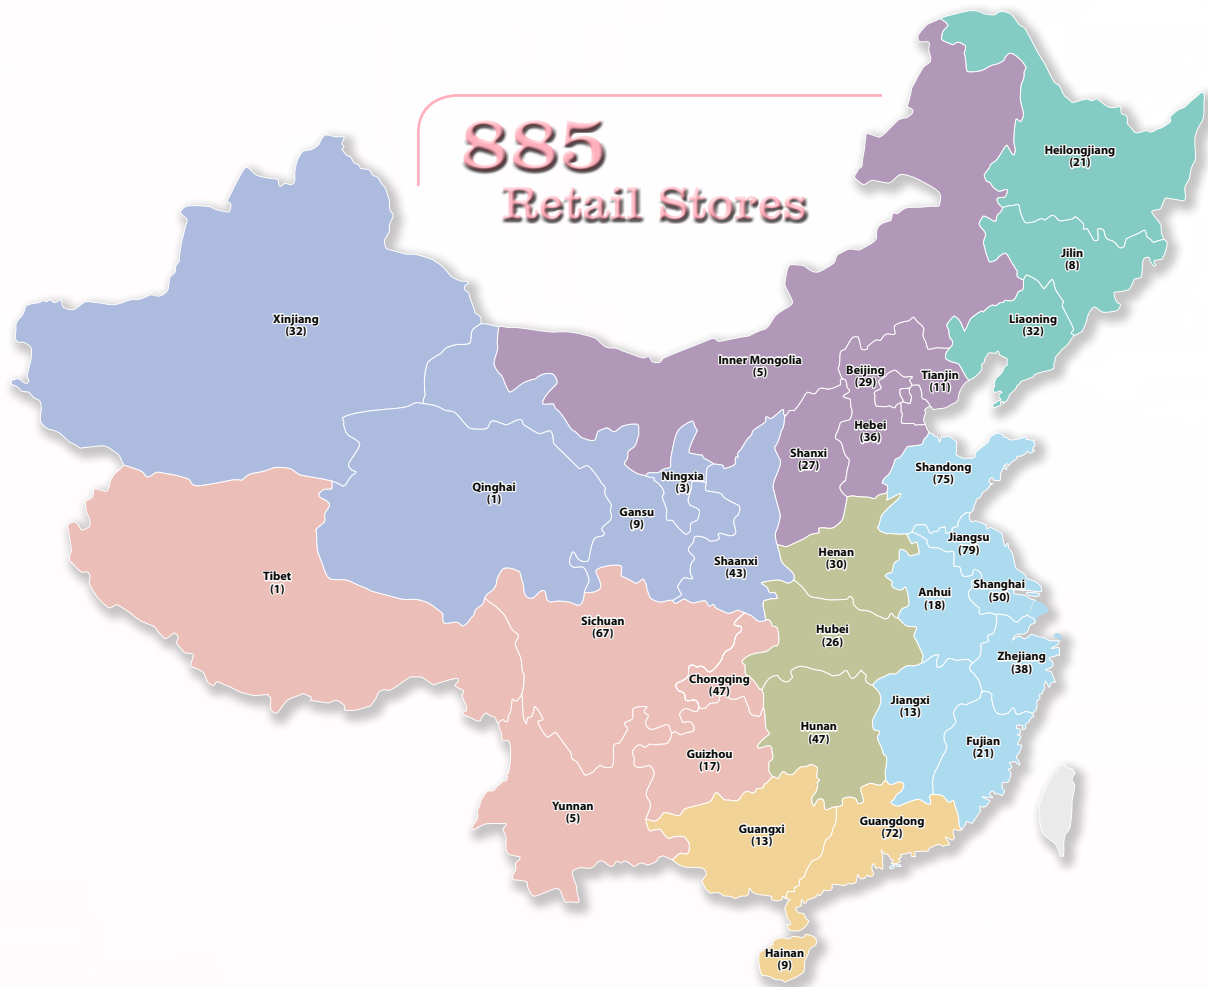 885
Retail Stores
Heilongjiang
(21)
Jilin
(8)
Liaoning
(32)
Xinjiang
(32)
Inner Mongolia
(5)
Beijing
(29)
Tianjin
(11)
Hebei
(36)
Shanxi
(27)
Shandong
(75)
Ningxia
(3)
Qinghai
(1)
Gansu
(9)
Shaanxi
(43)
Henan
(30)
Jiangsu
(79)
Anhui
(18)
Shanghai
(50)
Tibet
(1)
Sichuan
(67)
Hubei
(26)
Zhejiang
(38)
Chongqing
(47)
Jiangxi
(13)
Hunan
(47)
Fujian
(21)
Guizhou
(17)
Yunnan
(5)
Guangxi
(13)
Guangdong
(72)
Hainan
(9)